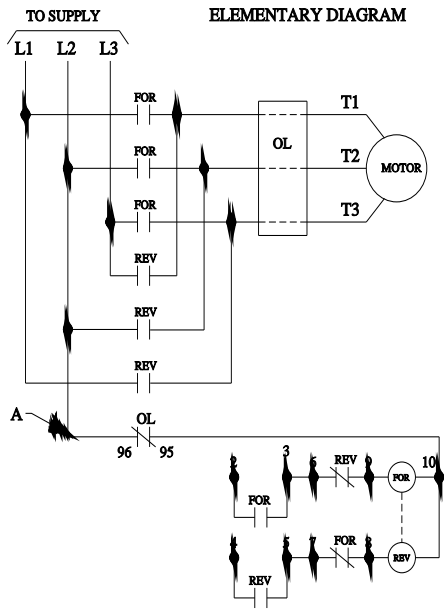 TO SUPPLY ELEMENTARY DIAGRAM
L1 L2 L3
FOR T1
OL
FOR T2 MOTOR
FOR T3
REV
REV
REV
A OL
96 95
2 3 6 REV 9 FOR 10
FOR
4 5 7 FOR 8 REV
REV